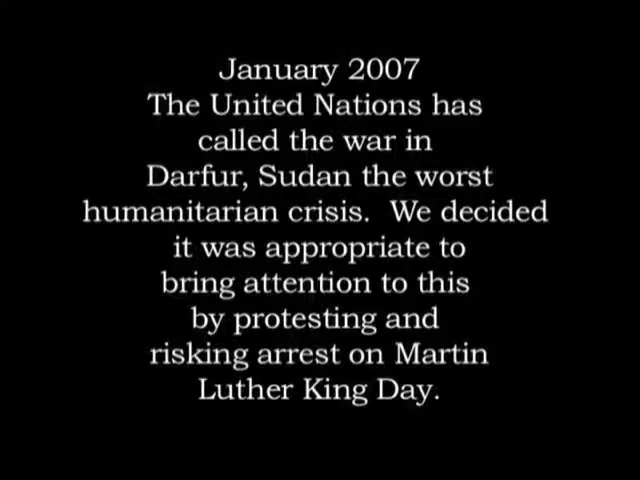 January 2007
The United Nations has
called the war in
Darfur, Sudan the worst
humanitarian crisis.  We decided
it was appropriate to
bring attention to this
by protesting and
risking arrest on Martin
Luther King Day.